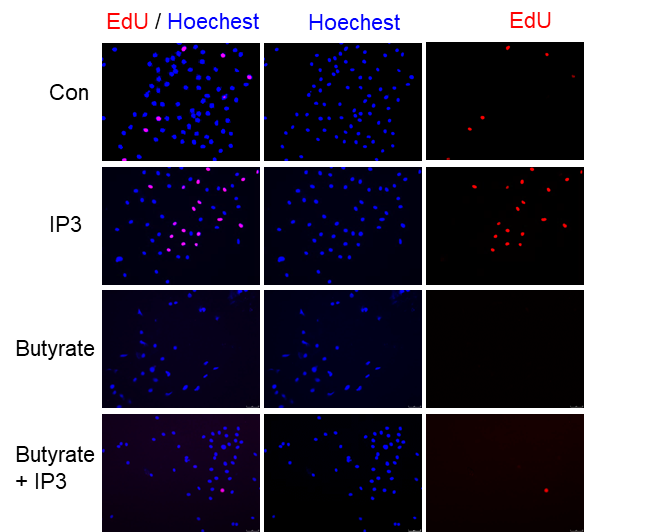 EdU / Hoechest Hoechest EdU
Con
IP3
Butyrate
Butyrate
+ IP3